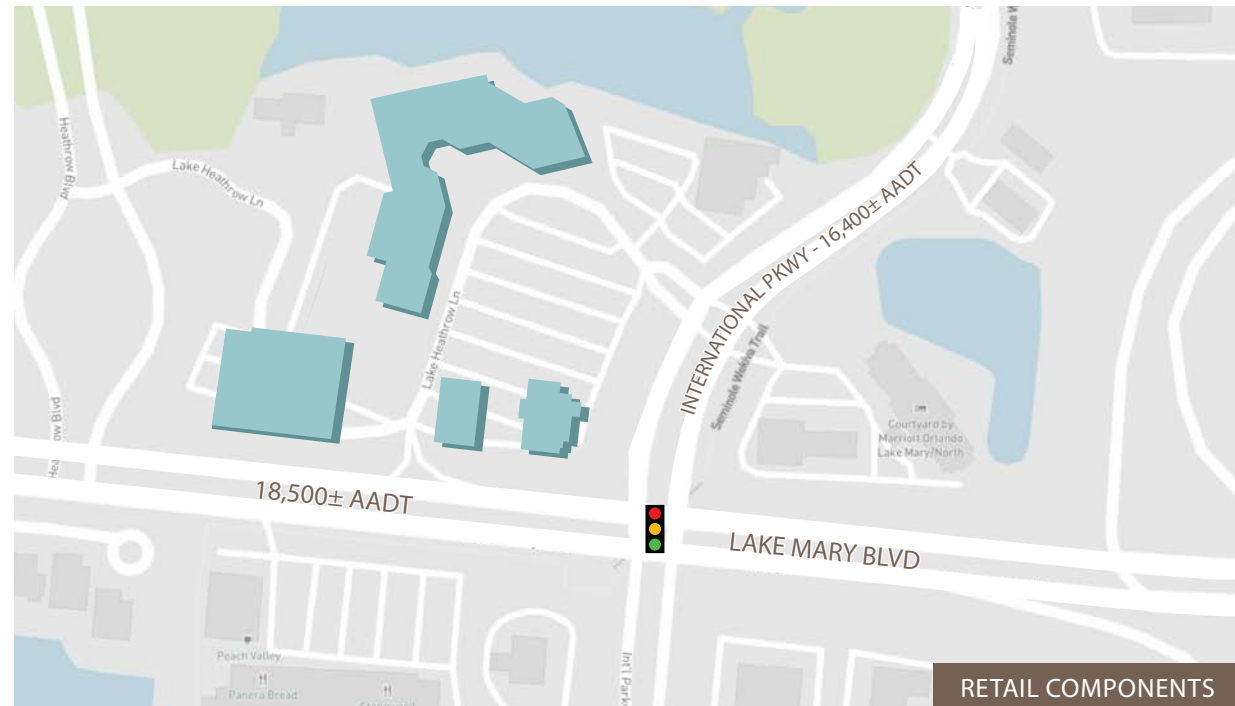 Seminole W
Heathrow Blvd
Lake Heathrow Ln
INTERNATIONAL PKWY - 16,400± AADT
Lake Heathrow Ln
Seminole Wekiva Trail
Courtyard by
Marriott Orlando
Lake Mary/North
Heathrow Blvd
18,500± AADT
LAKE MARY BLVD
Peach Valley
Panera Bread
Int'l Parkw
RETAIL COMPONENTS